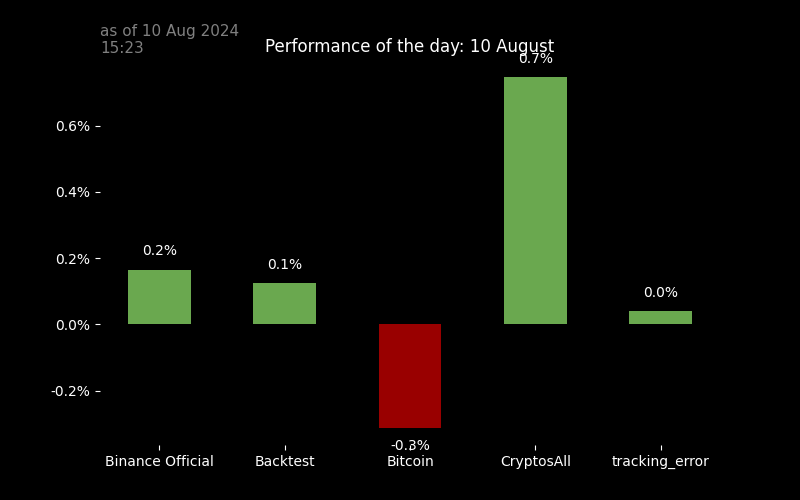 as of 10 Aug 2024
15:23
Performance of the day: 10 August
0.7%
0.6%
0.4%
0.2%
0.2%
0.1%
0.0%
0.0%
-0.2%
-0.3%
Binance Official
Backtest
Bitcoin
CryptosAll
tracking_error